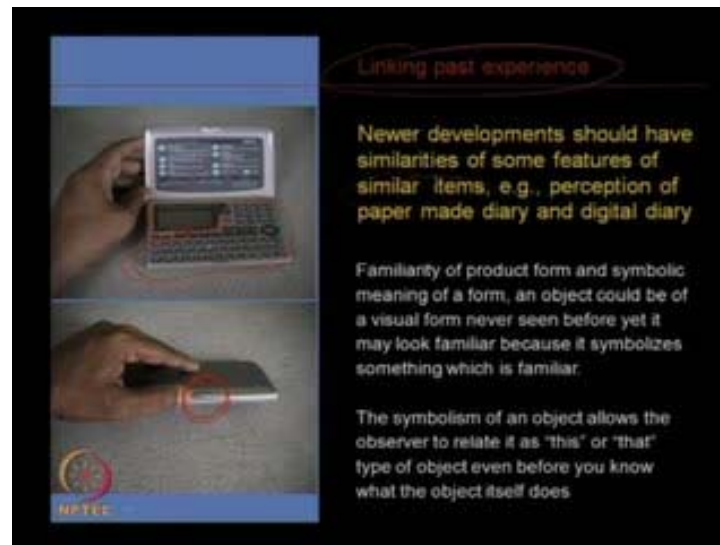 Linking past experience
Newer developments should have
similarities of some features of
similar items, e.g., perception of
paper made diary and digital diary
Familiarity of product form and symbolic
meaning of a form, an object could be of
a visual form never seen before yet it
may look familiar because it symbolizes
something which is familiar.
The symbolism of an object allows the
observer to relate it as "this" or "that"
type of object even before you know
what the object itself does
NPTEL